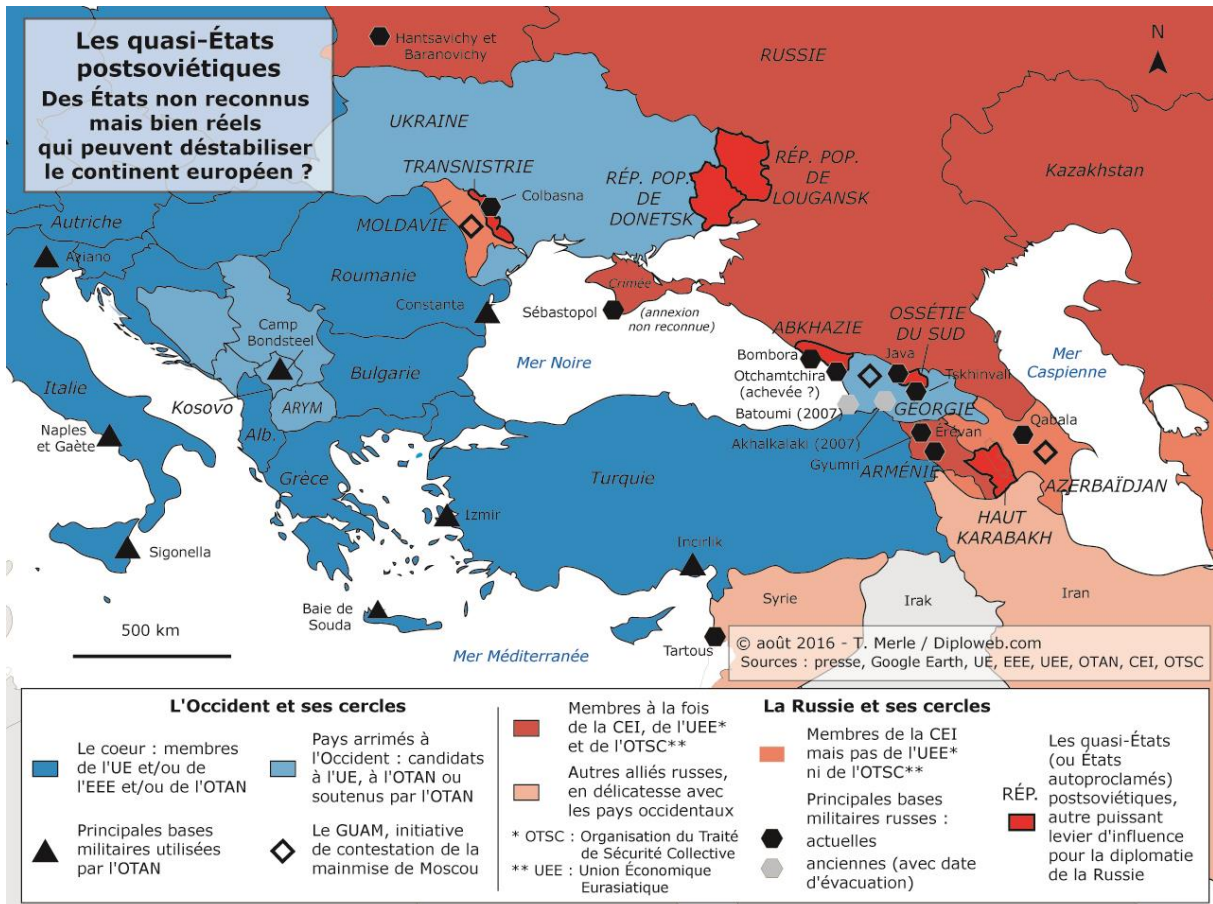 Les quasi-États
postsoviétiques
Des États non reconnus
mais bien réels
qui peuvent déstabiliser
le continent européen ?
Hantsavichy et
Baranovichy
RUSSIE
N
UKRAINE
TRANSNISTRIE
Colbasna
MOLDAVIE
RÉP. POP.
DE
DONETSK
RÉP. POP.
DE
LOUGANSK
Kazakhstan
Autriche
Aviano
Roumanie
Constanta
Crimée
(annexion
non reconnue)
Sébastopol
Camp
Bondsteel
Bulgarie
Mer Noire
ABKHAZIE
OSSÉTIE
DU SUD
Bombora
Java
Otchamtchira
(achevée ?)
Tskhinvali
Mer
Caspienne
Italie
Kosovo
ARYM
Batoumi (2007)
GÉORGIE
Naples
et Gaète
Alb.
Akhalkalaki (2007)
Erévan
Qabala
Gyumri
ARMÉNIE
AZERBAÏDJAN
Grèce
Turquie
HAUT
KARABAKH
Izmir
Sigonella
Incirlik
Baie de
Souda
Syrie
Irak
Iran
500 km
Mer Méditerranée
Tartous
© août 2016 - T. Merle / Diploweb.com
Sources : presse, Google Earth, UE, EEE, UEE, OTAN, CEI, OTSC
L'Occident et ses cercles
Le coeur : membres
de l'UE et/ou de
l'EEE et/ou de l'OTAN
Pays arrimés à
l'Occident : candidats
à l'UE, à l'OTAN ou
soutenus par l'OTAN
Principales bases
militaires utilisées
par l'OTAN
Le GUAM, initiative
de contestation de la
mainmise de Moscou
La Russie et ses cercles
Membres à la fois
de la CEI, de l'UEE*
et de l'OTSC**
Autres alliés russes,
en délicatesse avec
les pays occidentaux
* OTSC : Organisation du Traité
de Sécurité Collective
** UEE : Union Économique
Eurasiatique
Membres de la CEI
mais pas de l'UEE*
ni de l'OTSC**
Principales bases
militaires russes :
actuelles
anciennes (avec date
d'évacuation)
RÉP.
Les quasi-États
(ou États
autoproclamés)
postsoviétiques,
autre puissant
levier d'influence
pour la diplomatie
de la Russie